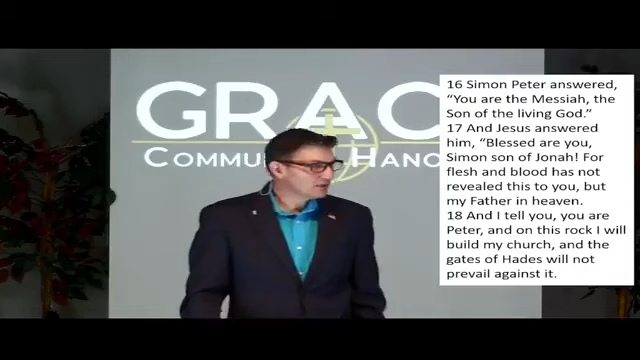 GRAC
COMMU HANO
16 Simon Peter answered,
“You are the Messiah, the
Son of the living God.”
17 And Jesus answered
him, “Blessed are you,
Simon son of Jonah! For
flesh and blood has not
revealed this to you, but
my Father in heaven.
18 And I tell you, you are
Peter, and on this rock I will
build my church, and the
gates of Hades will not
prevail against it.